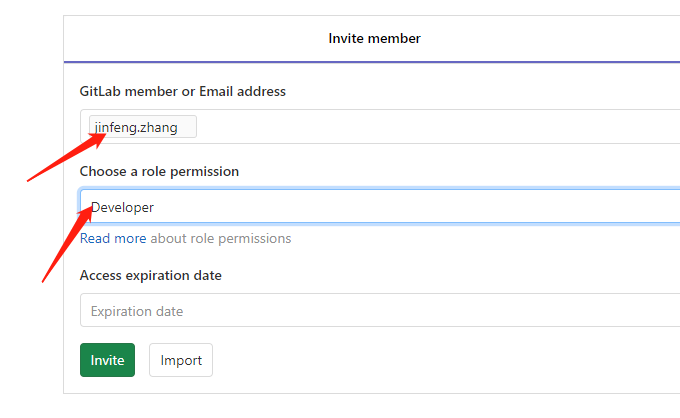 Invite member
GitLab member or Email address
jinfeng.zhang
Choose a role permission
Developer
Read more about role permissions
Access expiration date
Expiration date
Invite Import